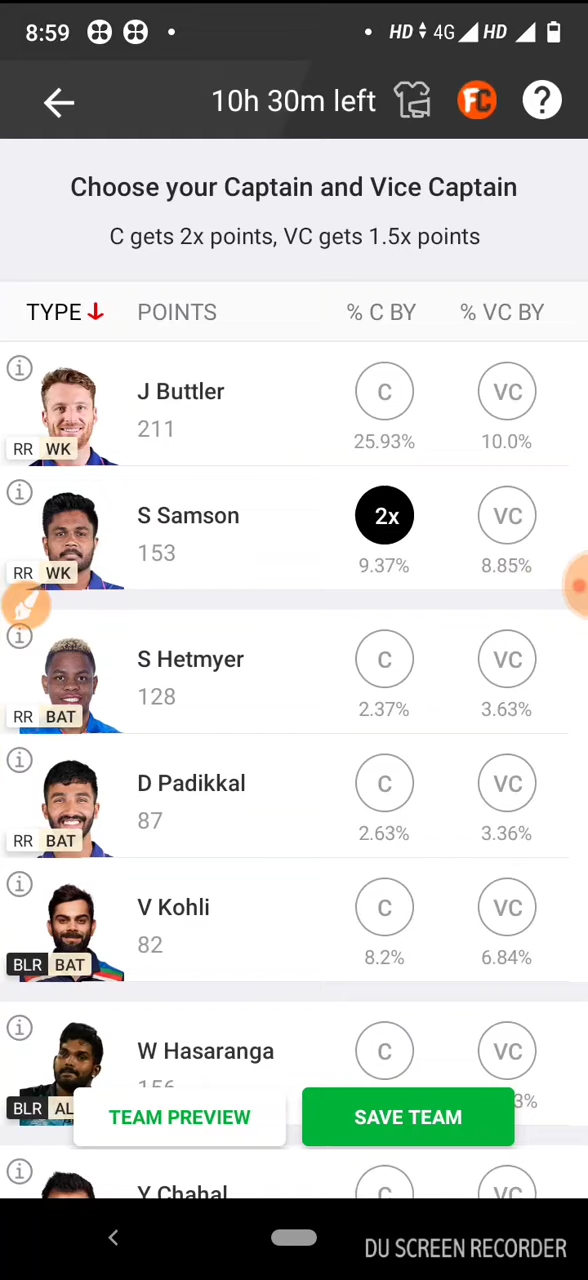 8:59 HD 4G HD
10h 30m left FC ?
Choose your Captain and Vice Captain
C gets 2x points, VC gets 1.5x points
TYPE POINTS % C BY % VC BY
i J Buttler C VC
211 25.93% 10.0%
RR WK
i S Samson 2x VC
153 9.37% 8.85%
RR WK
i S Hetmyer C VC
128 2.37% 3.63%
RR BAT
i D Padikkal C VC
87 2.63% 3.36%
RR BAT
i V Kohli C VC
82 8.2% 6.84%
BLR BAT
i W Hasaranga C VC
156 3%
BLR AL
TEAM PREVIEW SAVE TEAM
i Y Chahal C VC
DU SCREEN RECORDER